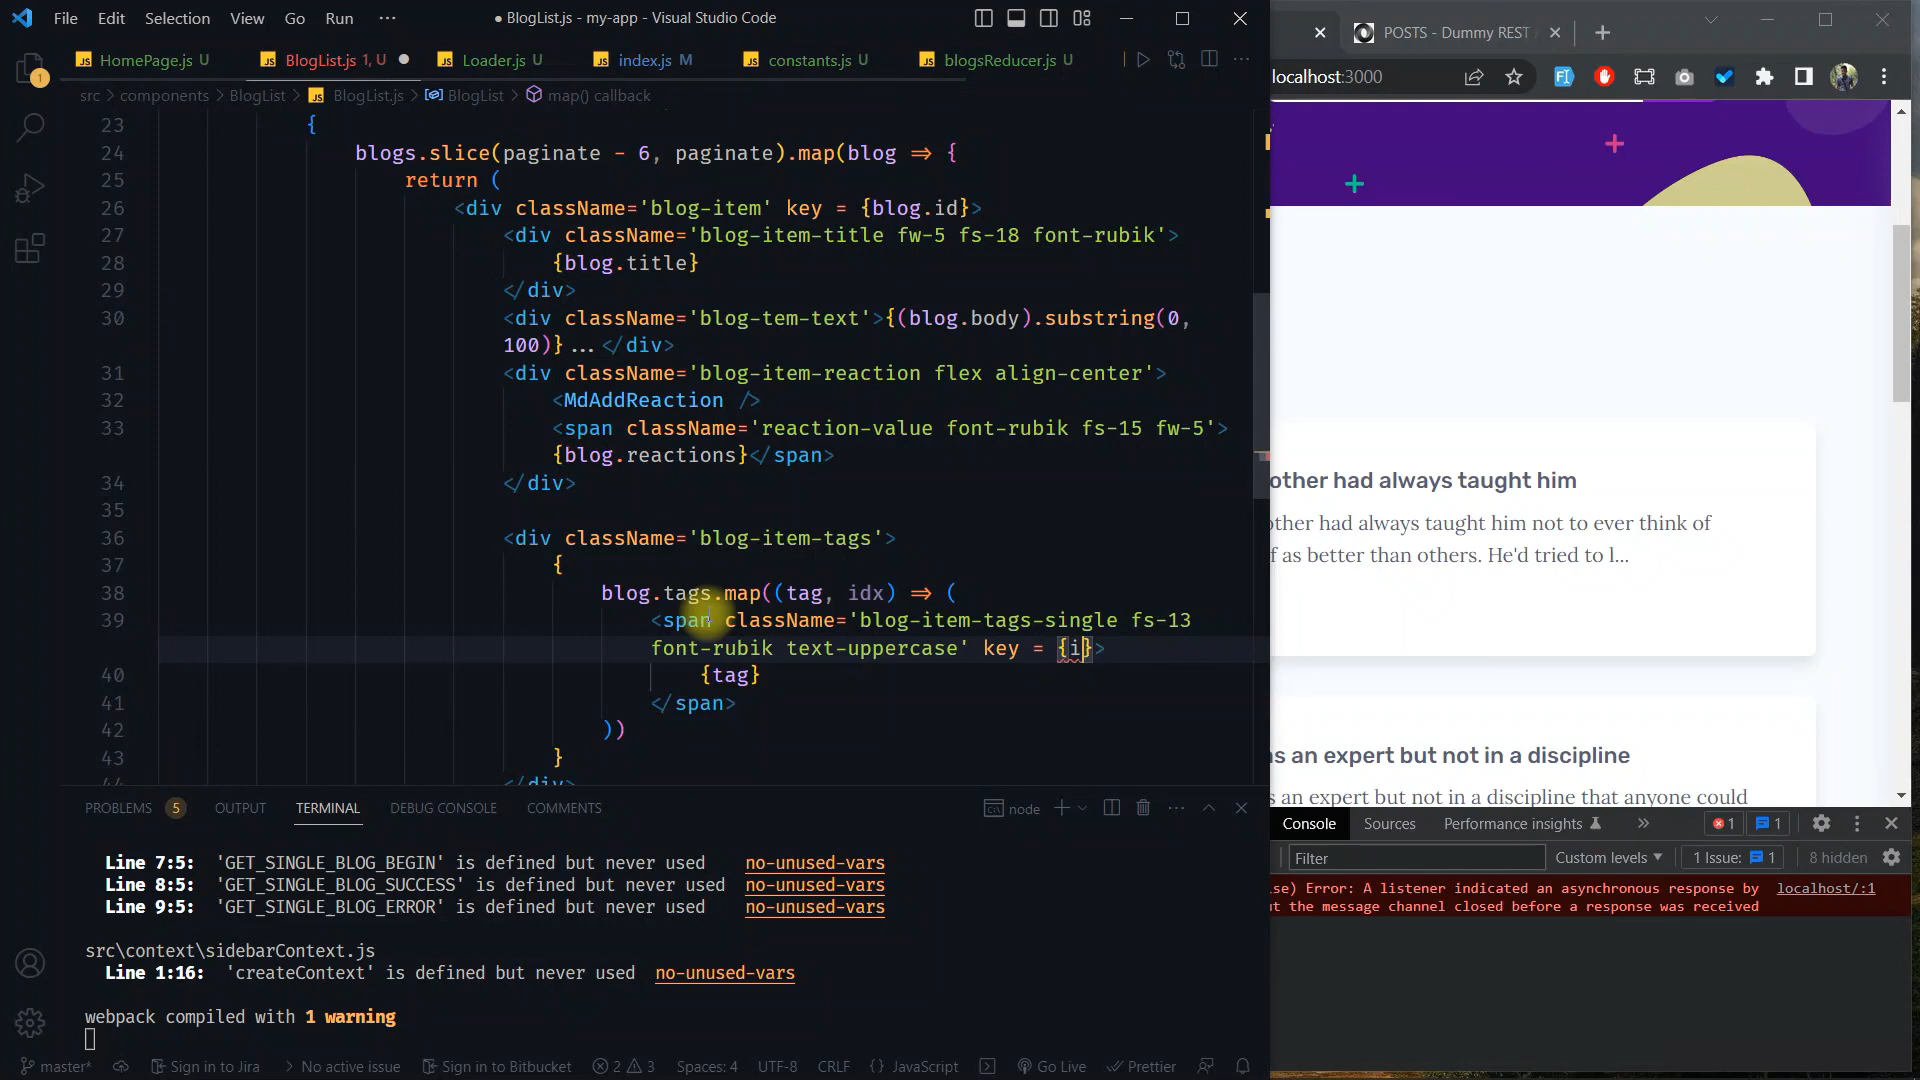 File Edit Selection View Go Run ··· ● BlogList.js - my-app - Visual Studio Code
JS HomePage.js U JS BlogList.js 1, U ● JS Loader.js U JS index.js M JS constants.js U JS blogsReducer.js U
src > components > BlogList > JS BlogList.js > BlogList > map() callback
23 {
24 blogs.slice(paginate - 6, paginate).map(blog => {
25 return (
26 <div className='blog-item' key = {blog.id}>
27 <div className='blog-item-title fw-5 fs-18 font-rubik'>
28 {blog.title}
29 </div>
30 <div className='blog-tem-text'>{(blog.body).substring(0,
100)}...</div>
31 <div className='blog-item-reaction flex align-center'>
32 <MdAddReaction />
33 <span className='reaction-value font-rubik fs-15 fw-5'>
{blog.reactions}</span>
34 </div>
35
36 <div className='blog-item-tags'>
37 {
38 blog.tags.map((tag, idx) => (
39 <span className='blog-item-tags-single fs-13
font-rubik text-uppercase' key = {i}>
40 {tag}
41 </span>
42 ))
43 }
44 </div>
PROBLEMS 5 OUTPUT TERMINAL DEBUG CONSOLE COMMENTS node
Line 7:5: 'GET_SINGLE_BLOG_BEGIN' is defined but never used no-unused-vars
Line 8:5: 'GET_SINGLE_BLOG_SUCCESS' is defined but never used no-unused-vars
Line 9:5: 'GET_SINGLE_BLOG_ERROR' is defined but never used no-unused-vars
src\context\sidebarContext.js
Line 1:16: 'createContext' is defined but never used no-unused-vars
webpack compiled with 1 warning
master* Sign in to Jira No active issue Sign in to Bitbucket 2 3 Spaces: 4 UTF-8 CRLF {} JavaScript Go Live Prettier
1
POSTS - Dummy REST
localhost:3000
other had always taught him
other had always taught him not to ever think of
f as better than others. He'd tried to l...
as an expert but not in a discipline
s an expert but not in a discipline that anyone could
Console Sources Performance insights » 1 1
Filter Custom levels 1 Issue: 1 8 hidden
se) Error: A listener indicated an asynchronous response by localhost/:1
t the message channel closed before a response was received